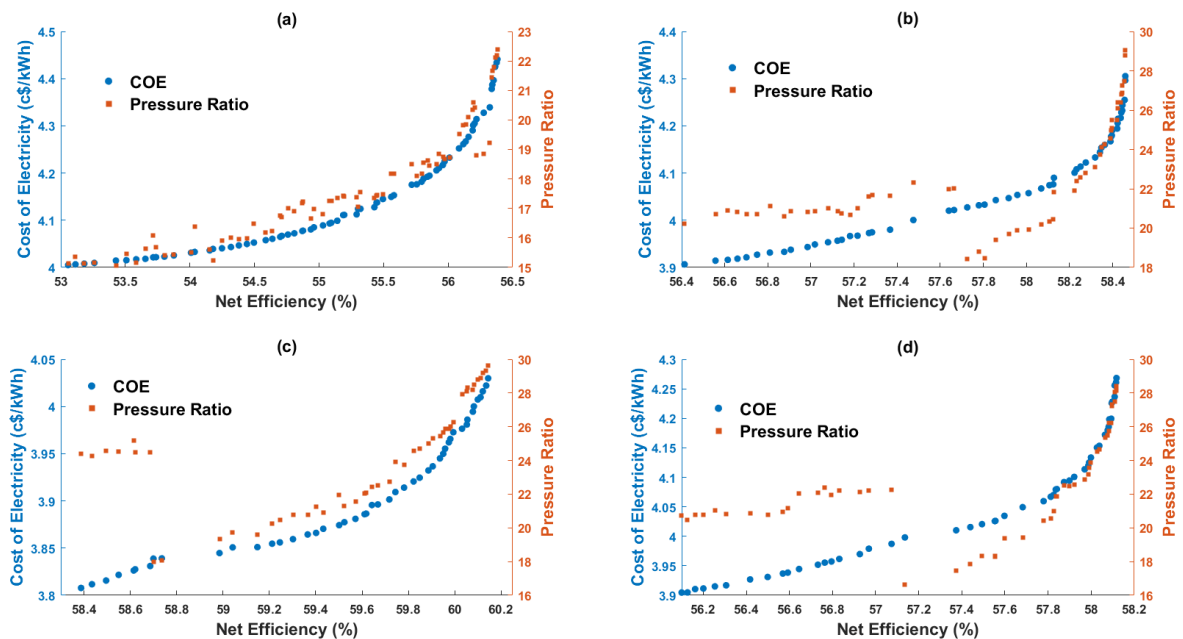 (a)
Cost of Electricity (c$/kWh)
4.5
4.4
4.3
4.2
4.1
4
COE
Pressure Ratio
23
22
21
20
19
18
17
16
15
Pressure Ratio
53 53.5 54 54.5 55 55.5 56 56.5
Net Efficiency (%)
(b)
Cost of Electricity (c$/kWh)
4.4
4.3
4.2
4.1
4
3.9
COE
Pressure Ratio
30
28
26
24
22
20
18
Pressure Ratio
56.4 56.6 56.8 57 57.2 57.4 57.6 57.8 58 58.2 58.4
Net Efficiency (%)
(c)
Cost of Electricity (c$/kWh)
4.05
4
3.95
3.9
3.85
3.8
COE
Pressure Ratio
30
28
26
24
22
20
18
16
Pressure Ratio
58.4 58.6 58.8 59 59.2 59.4 59.6 59.8 60 60.2
Net Efficiency (%)
(d)
Cost of Electricity (c$/kWh)
4.3
4.25
4.2
4.15
4.1
4.05
4
3.95
3.9
COE
Pressure Ratio
30
28
26
24
22
20
18
16
Pressure Ratio
56.2 56.4 56.6 56.8 57 57.2 57.4 57.6 57.8 58 58.2
Net Efficiency (%)